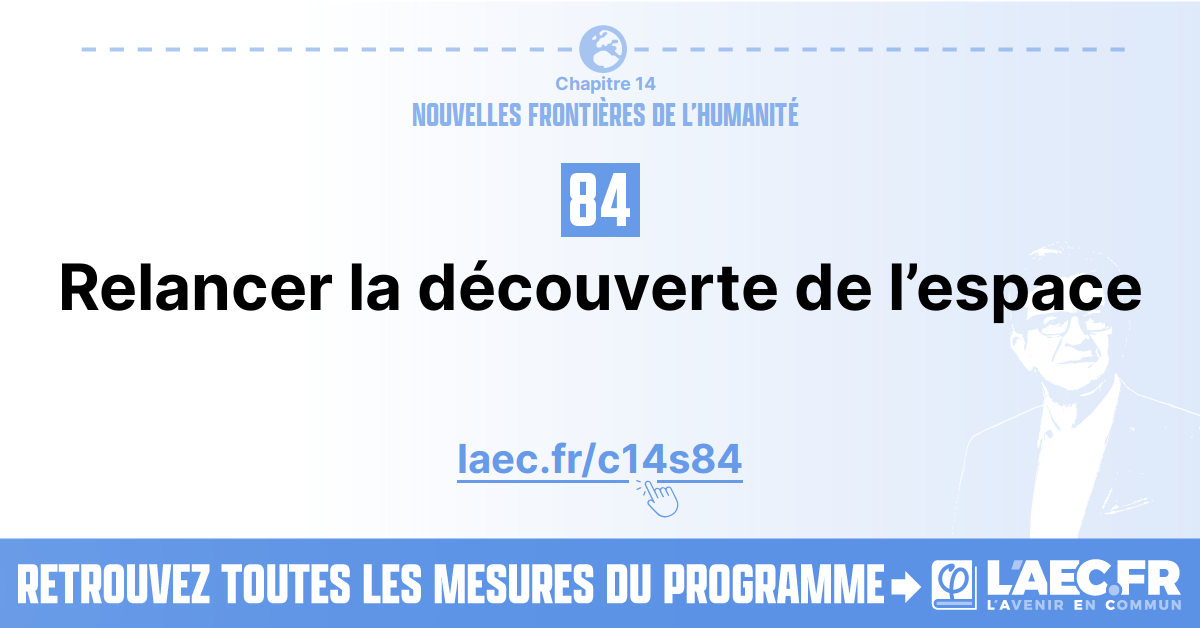 Chapitre 14
NOUVELLES FRONTIÈRES DE L’HUMANITÉ
84
Relancer la découverte de l’espace
laec.fr/c14s84
RETROUVEZ TOUTES LES MESURES DU PROGRAMME
L'AEC.FR
L'AVENIR EN COMMUN